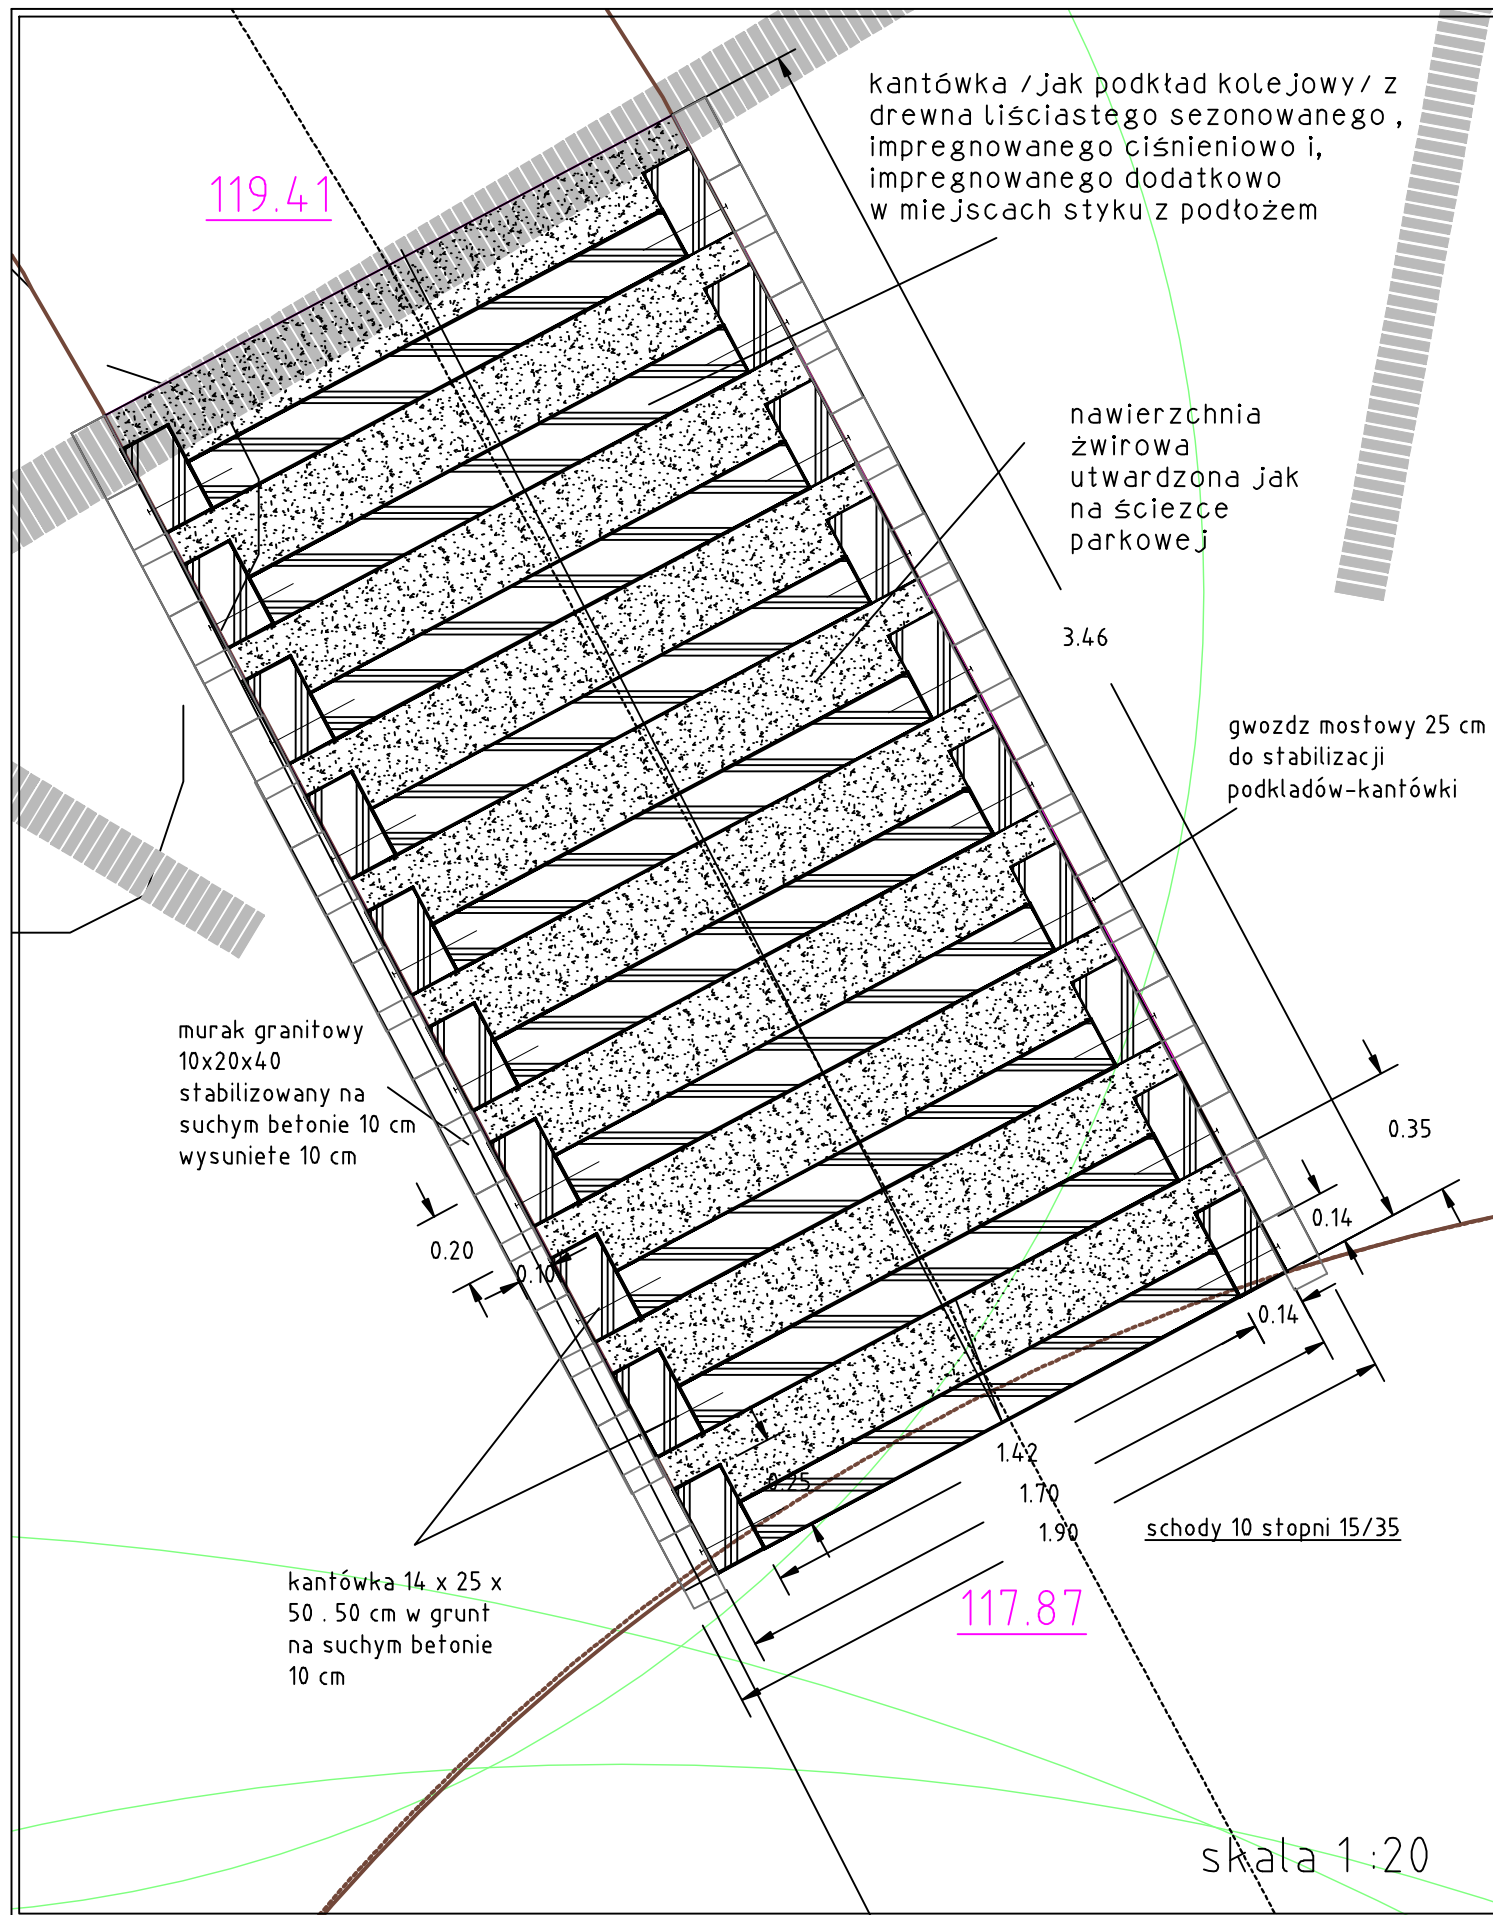 kantówka /jak podkład kolejowy/ z
drewna liściastego sezonowanego ,
impregnowanego ciśnieniowo i,
impregnowanego dodatkowo
w miejscach styku z podłożem
119.41
nawierzchnia
żwirowa
utwardzona jak
na ściezce
parkowej
3.46
gwozdz mostowy 25 cm
do stabilizacji
podkladów-kantówki
murak granitowy
10x20x40
stabilizowany na
suchym betonie 10 cm
wysuniete 10 cm
0.35
0.14
0.20
0.10
0.14
1.42
0.25
1.70
1.90
schody 10 stopni 15/35
kantówka 14 x 25 x
50 . 50 cm w grunt
na suchym betonie
10 cm
117.87
skala 1 :20